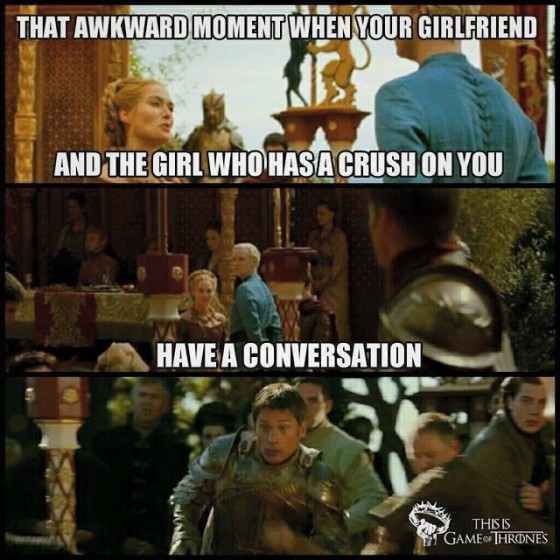 THAT AWKWARD MOMENT WHEN YOUR GIRLFRIEND
AND THE GIRL WHO HAS A CRUSH ON YOU
HAVE A CONVERSATION
THIS IS
GAME OF THRONES